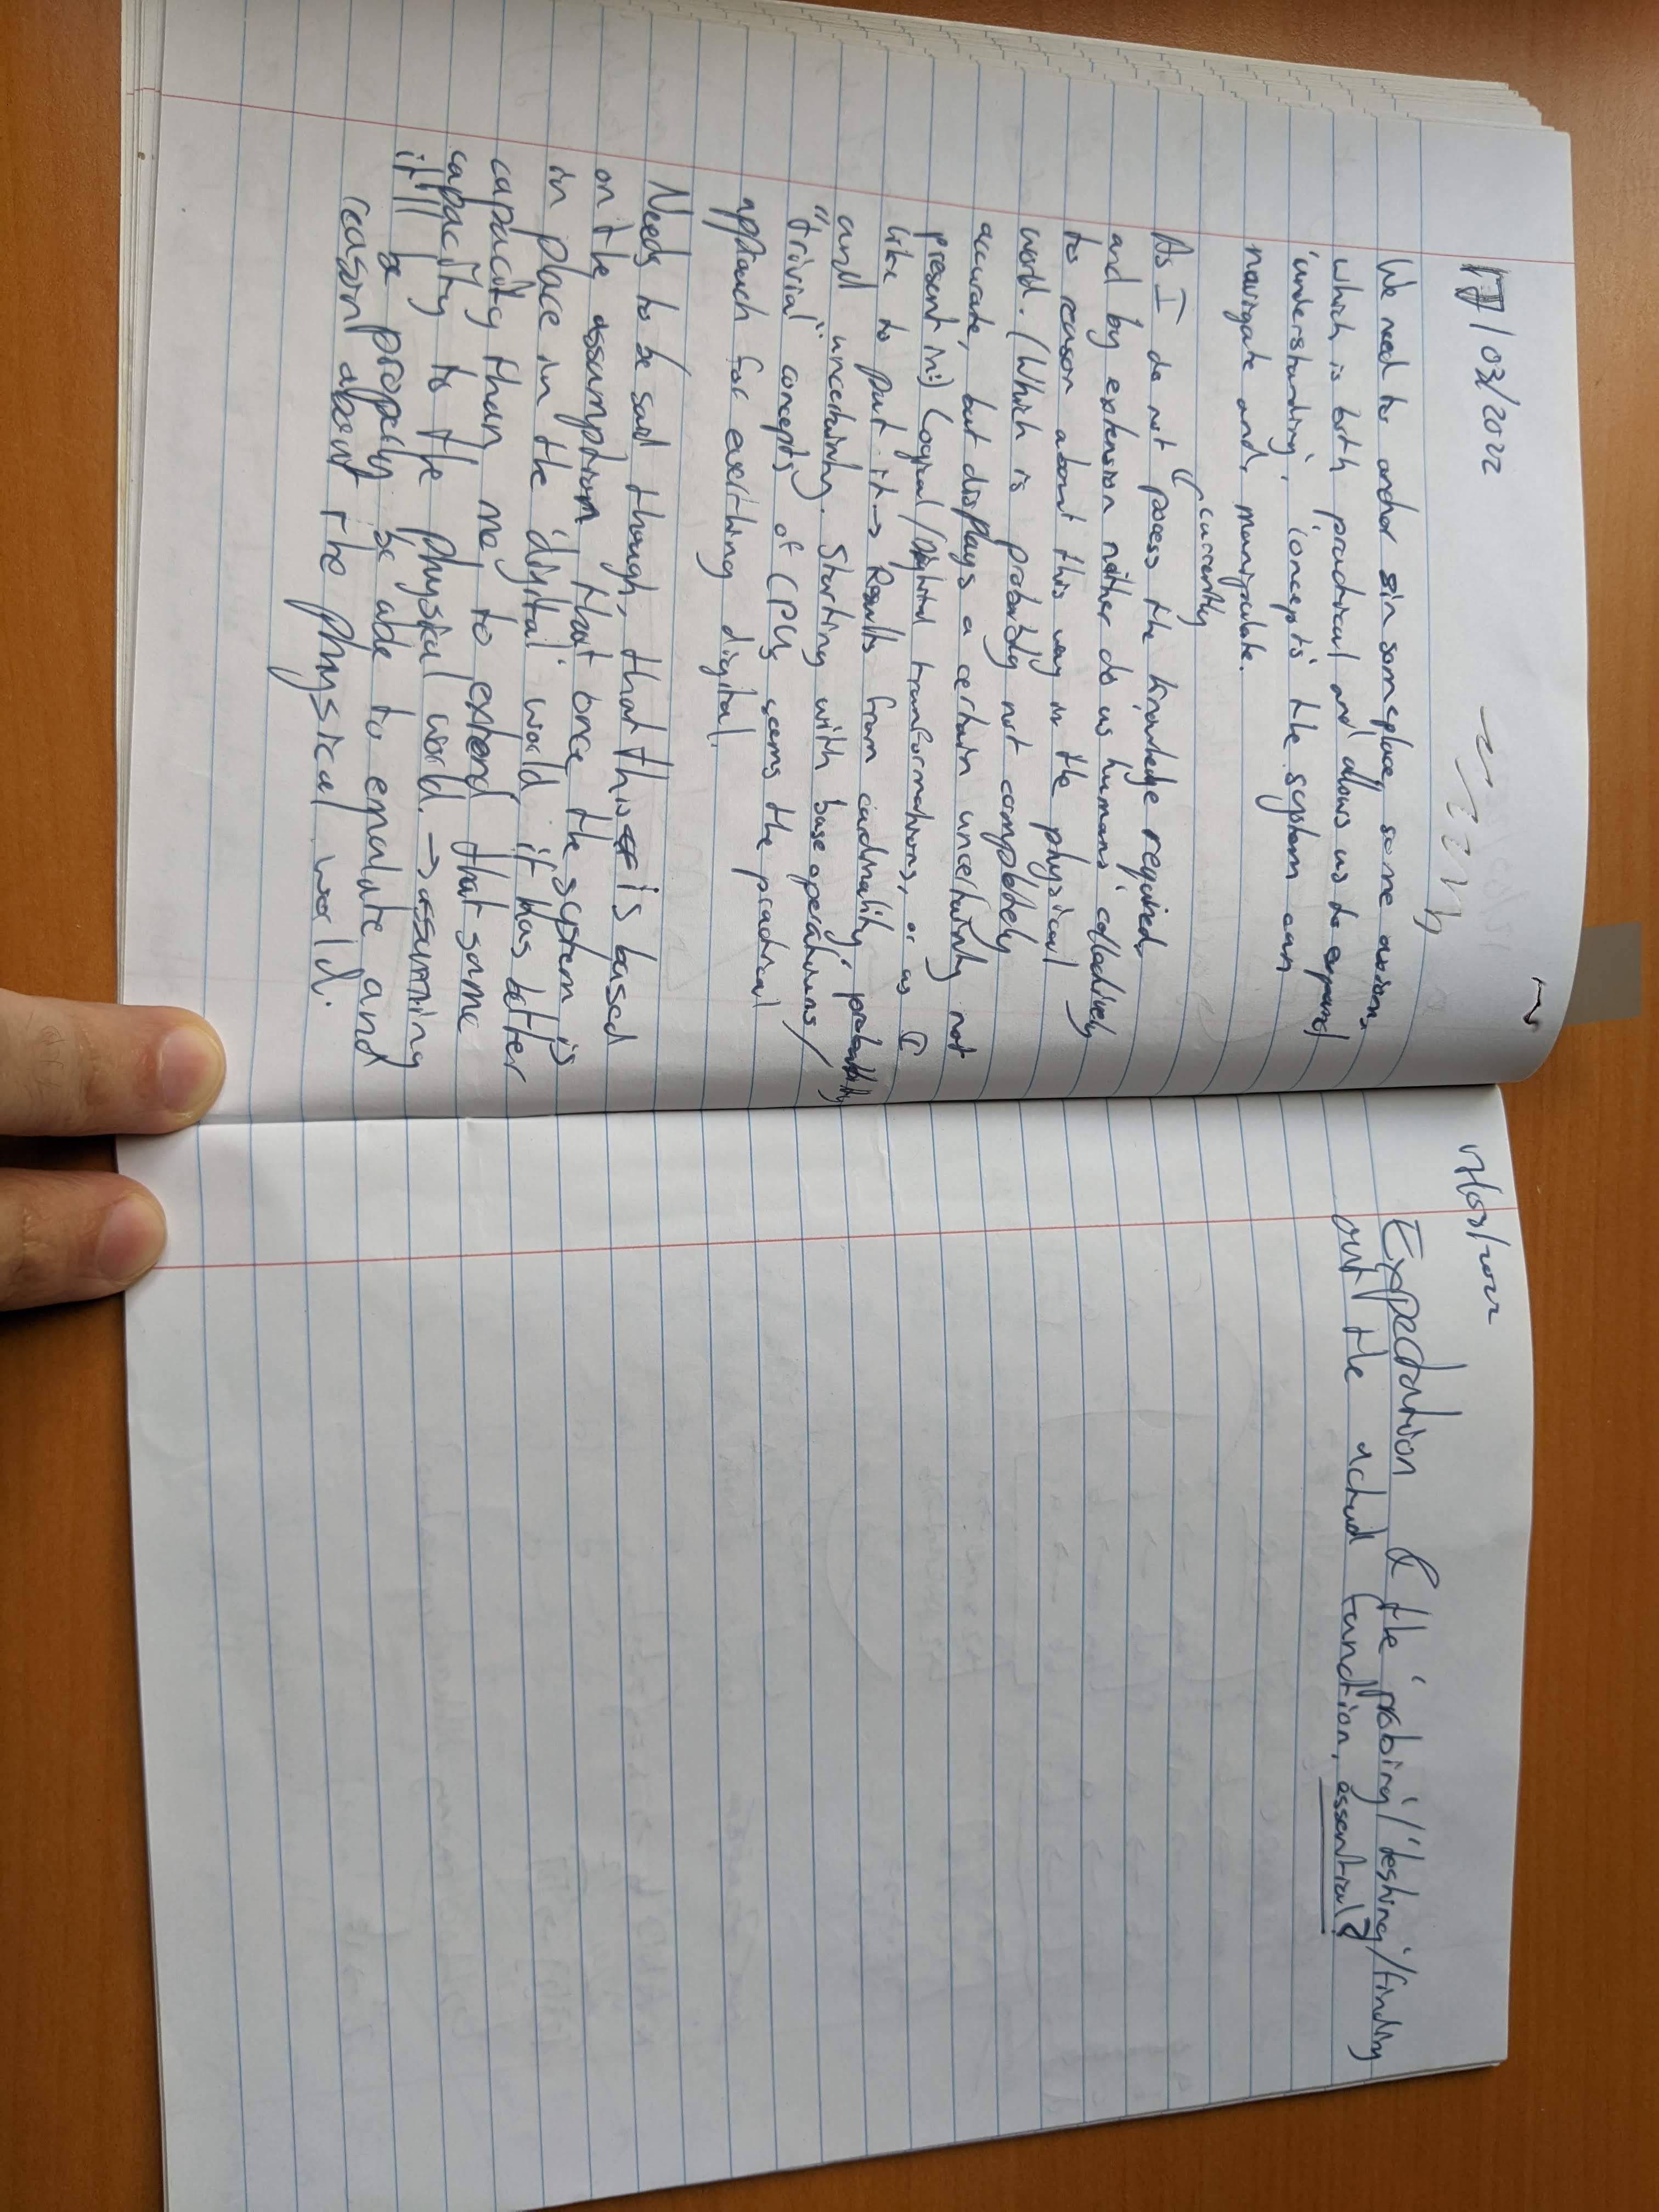 17/03/2022
We need to anchor in someplace, some axioms
which is both practical and allows us to expand
'understanding', 'concepts' the system can
navigate and manipulate.
(currently
As I do not posess the knowledge required,
and by extension neither do us humans collectively
to reason about this way in the physical
world. (Which is probably not completely
accurate, but displays a certain uncertainty not
present in:) Logical/Digital transformations, or as I
like to put it → Results from cardinality, probability
and uncertainty. Starting with base operations/
"trivial" concepts of CPUs seems the practical
approach for everthing digital.
Needs to be said though, that this is based
on the assumption that once the system is
in place in the digital world, it has better
capacity than me, to extend that same
capacity to the physical world. → assuming
it'll be properly be able to emulate and
reason about the physical world.
17/03/2022
Expectation & the 'probing'/'testing'/finding
out the actual function, essential?